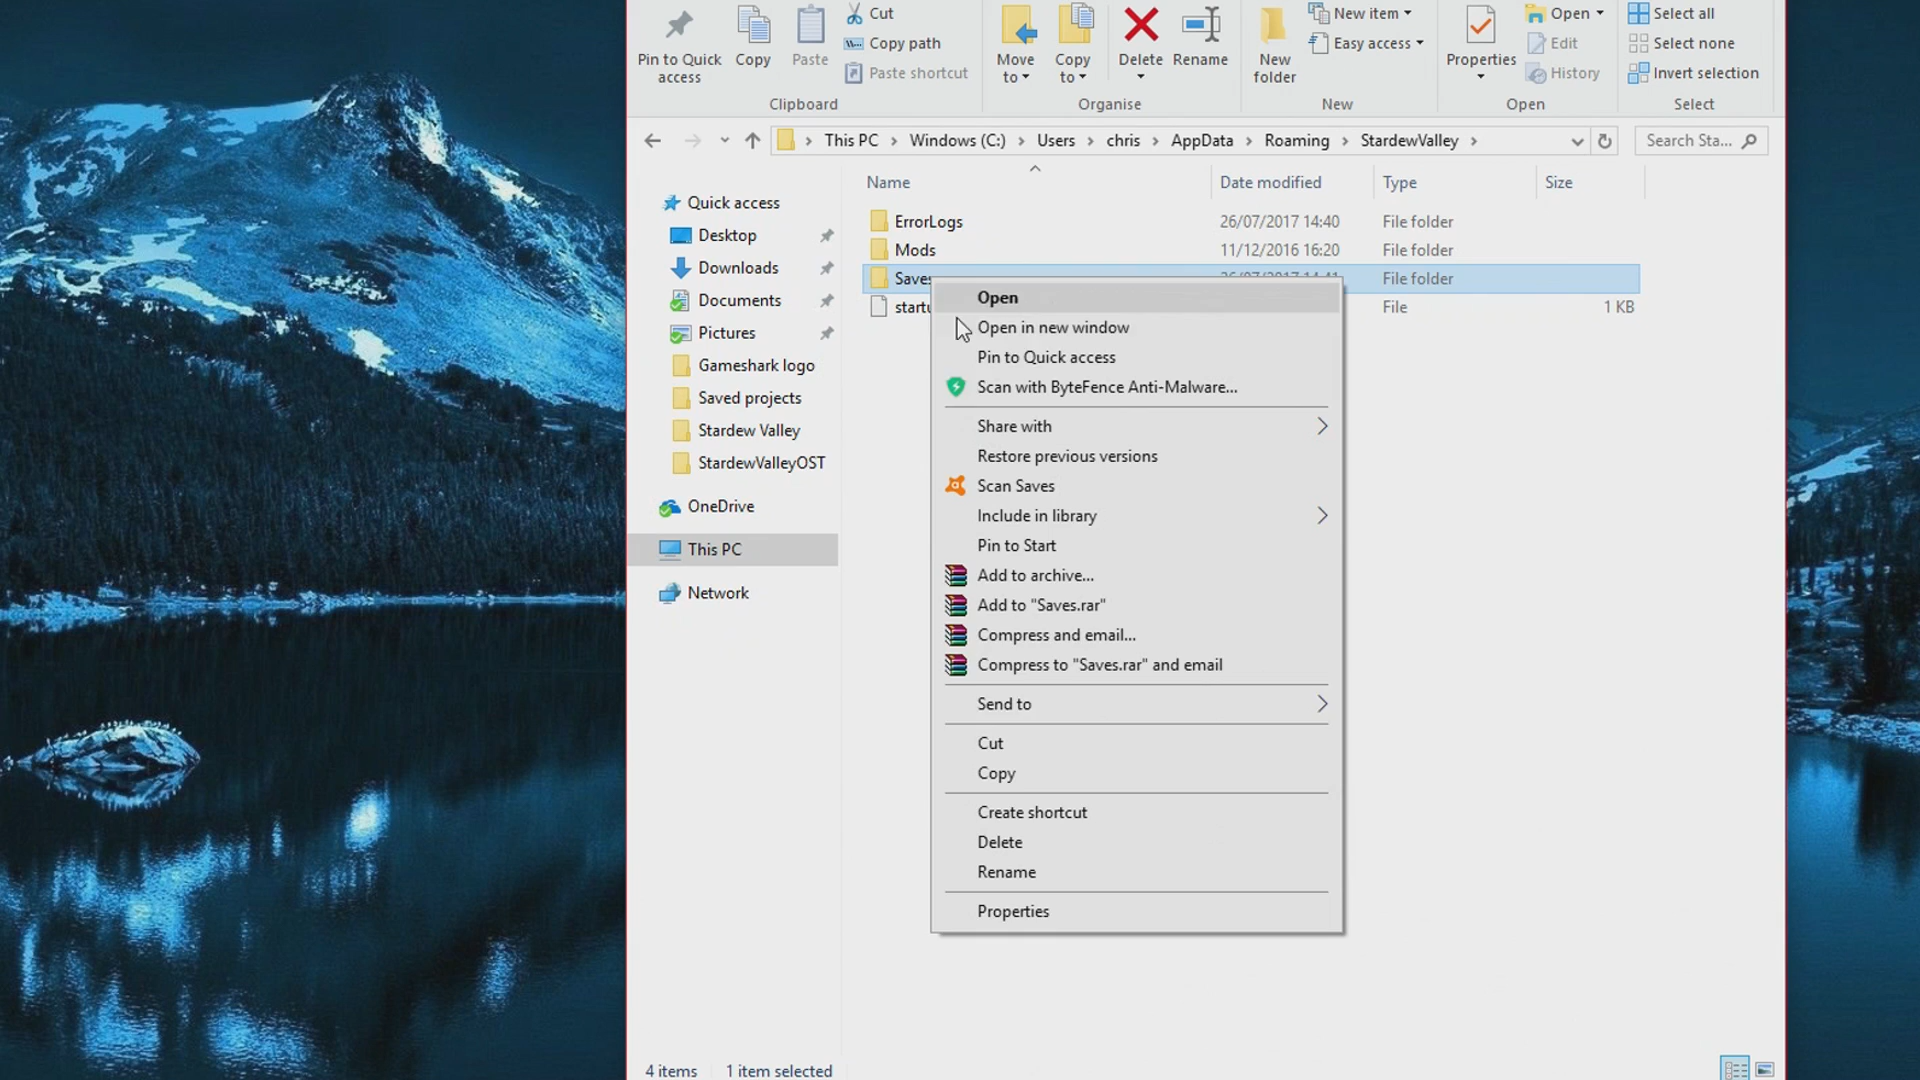 Pin to Quick access
Copy
Paste
Cut
Copy path
Paste shortcut
Clipboard
Move to
Copy to
Delete
Rename
Organise
New folder
New item
Easy access
New
Properties
Open
Edit
History
Open
Select all
Select none
Invert selection
Select
This PC
Windows (C:)
Users
chris
AppData
Roaming
StardewValley
Search Sta...
Name
Date modified
Type
Size
Quick access
Desktop
Downloads
Documents
Pictures
Gameshark logo
Saved projects
Stardew Valley
StardewValleyOST
OneDrive
This PC
Network
ErrorLogs 26/07/2017 14:40 File folder
Mods 11/12/2016 16:20 File folder
Saves 26/07/2017 14:41 File folder
File 1 KB
Open
Open in new window
Pin to Quick access
Scan with ByteFence Anti-Malware...
Share with
Restore previous versions
Scan Saves
Include in library
Pin to Start
Add to archive...
Add to "Saves.rar"
Compress and email...
Compress to "Saves.rar" and email
Send to
Cut
Copy
Create shortcut
Delete
Rename
Properties
4 items
1 item selected